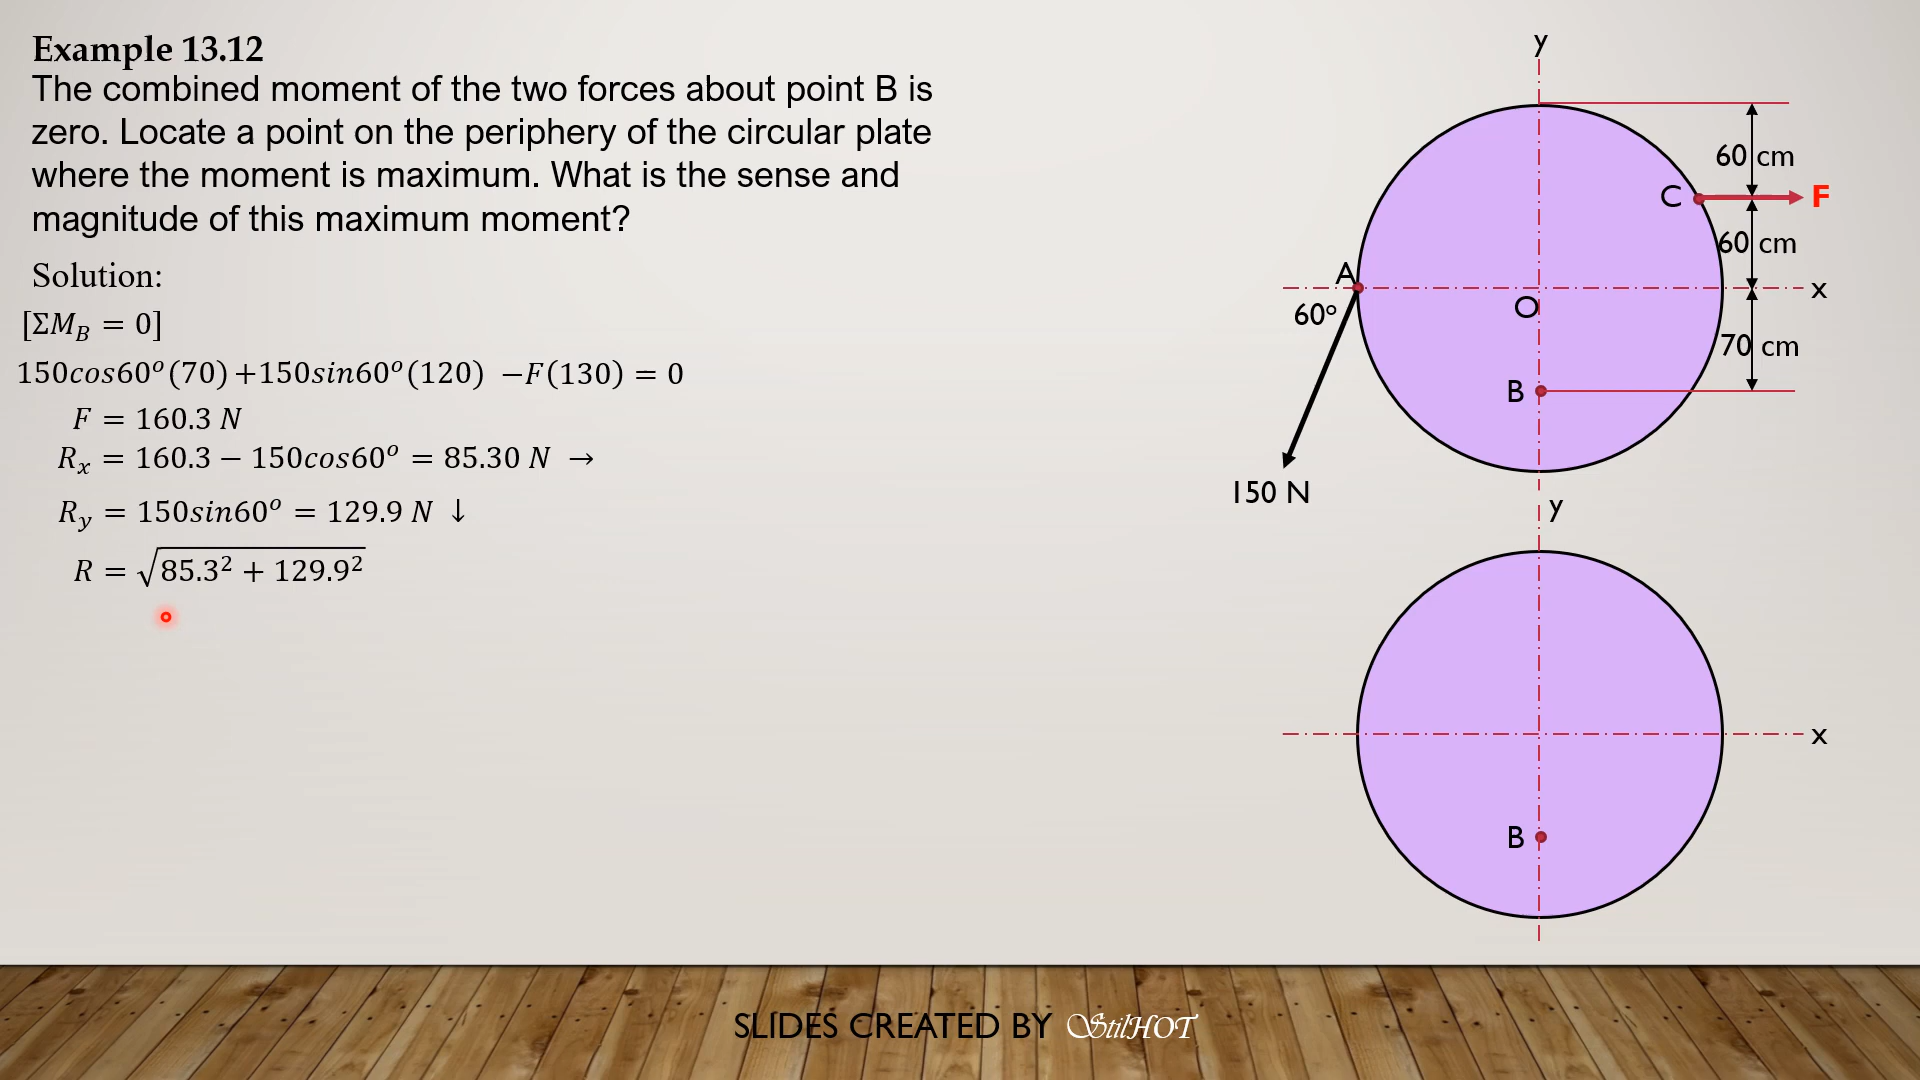 Example 13.12
The combined moment of the two forces about point B is
zero. Locate a point on the periphery of the circular plate
where the moment is maximum. What is the sense and
magnitude of this maximum moment?
Solution:
[ΣM_B = 0]
150cos60°(70)+150sin60°(120) −F(130) = 0
F = 160.3 N
R_x = 160.3 − 150cos60° = 85.30 N →
R_y = 150sin60° = 129.9 N ↓
R = √(85.3² + 129.9²)
y
60 cm
C
F
60 cm
A
x
60°
O
70 cm
B
150 N
y
x
B
SLIDES CREATED BY StilHOT